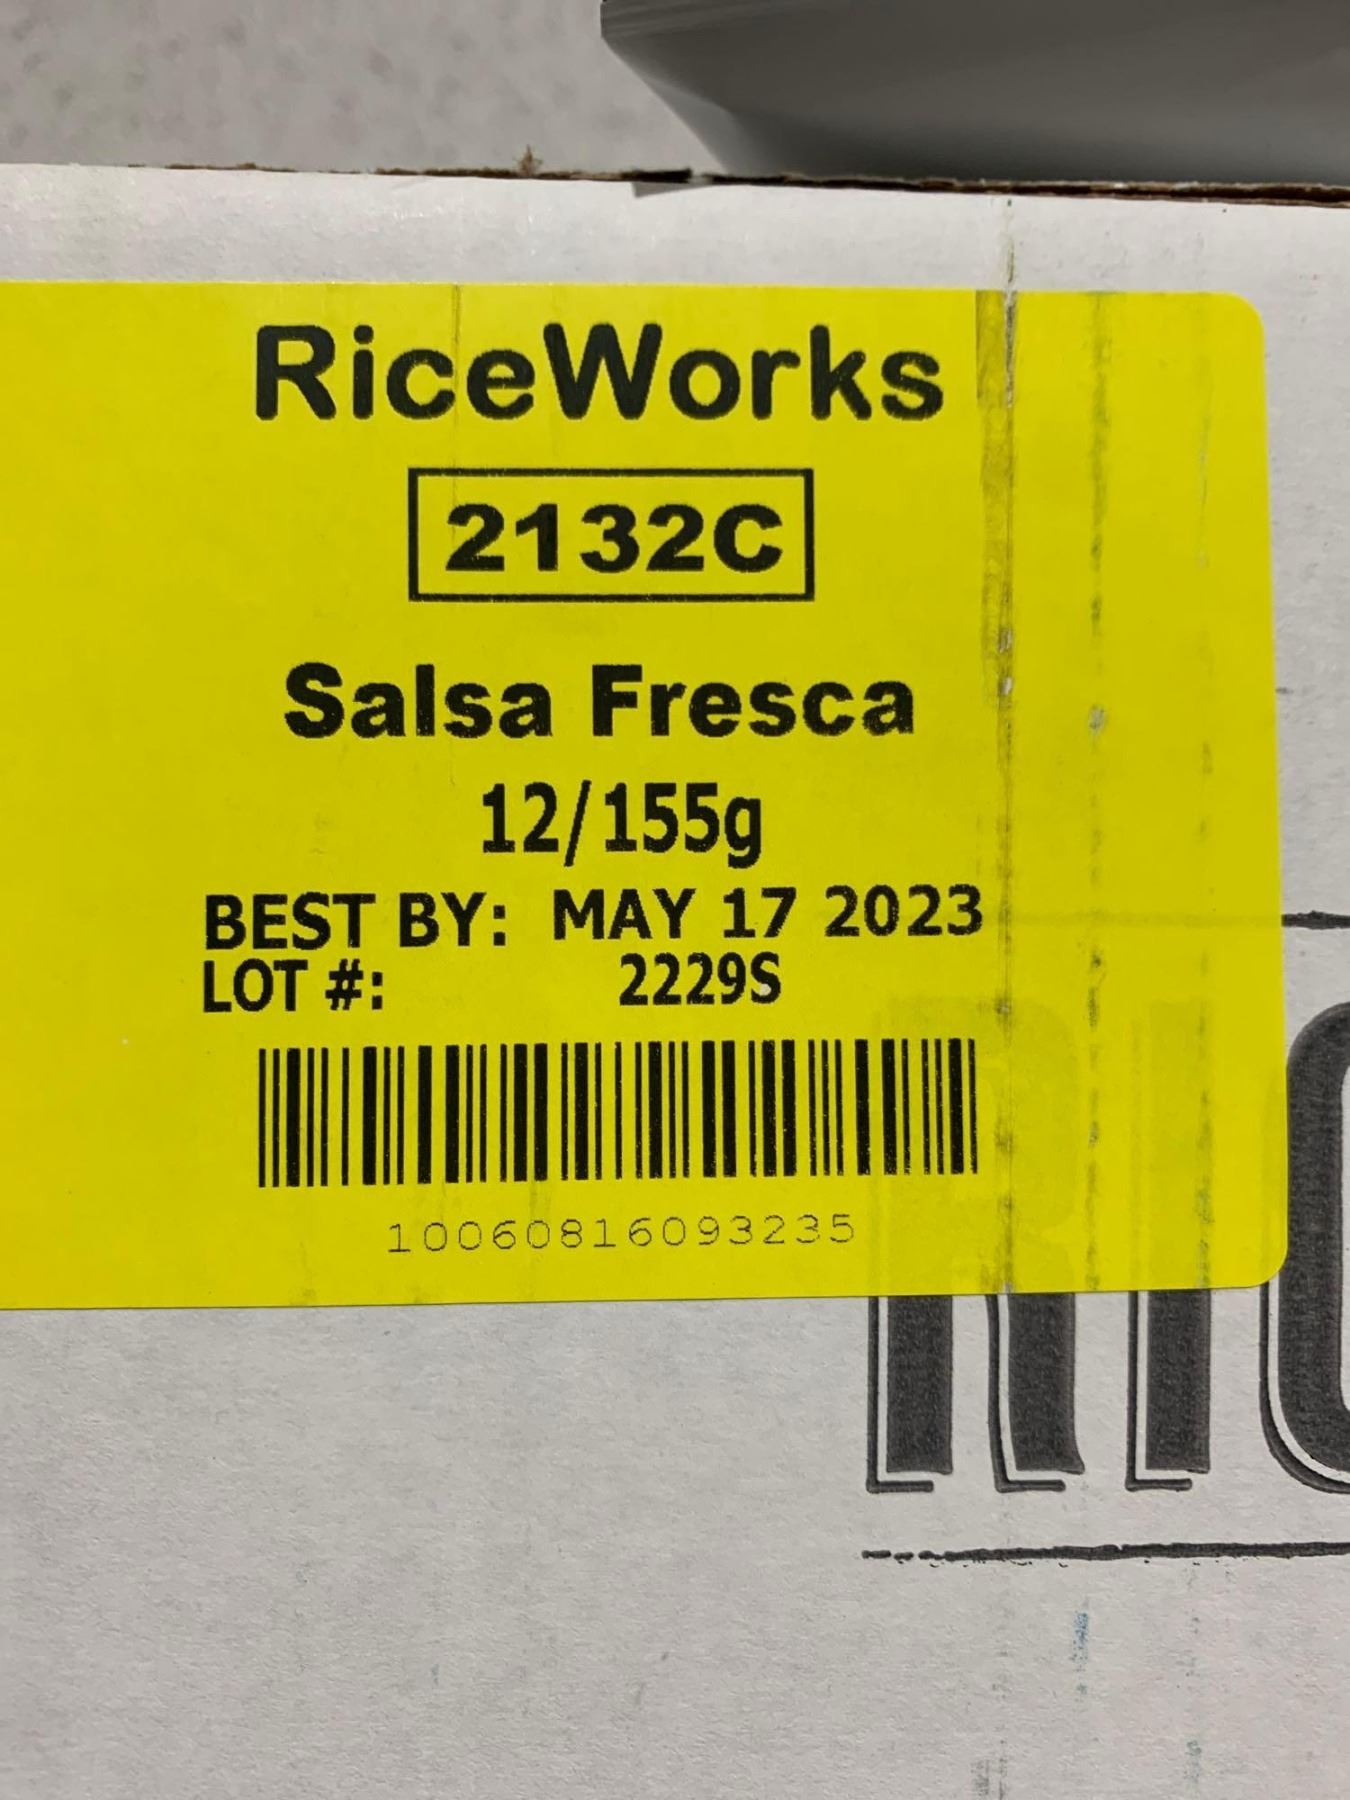 RiceWorks
2132C
Salsa Fresca
12/155g
BEST BY: MAY 17 2023
LOT #: 2229S
10060816093235